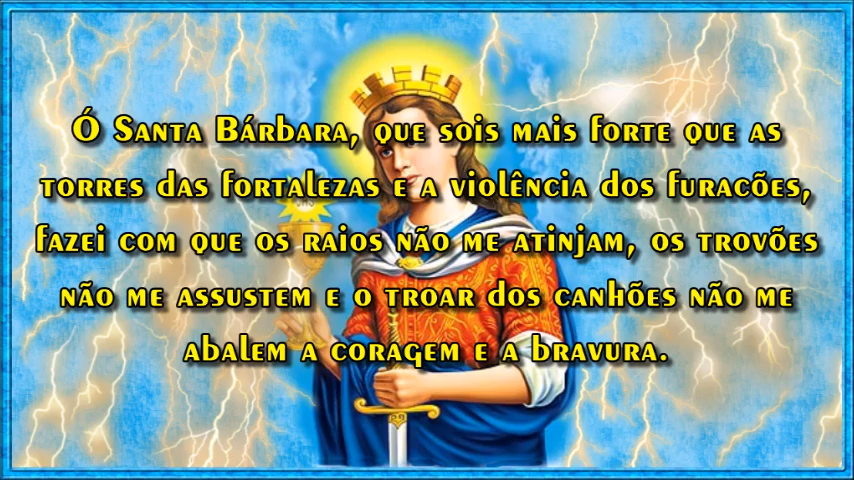 Ó Santa Bárbara, que sois mais forte que as
torres das fortalezas e a violência dos furacões,
fazei com que os raios não me atinjam, os trovões
não me assustem e o troar dos canhões não me
abalem a coragem e a bravura.